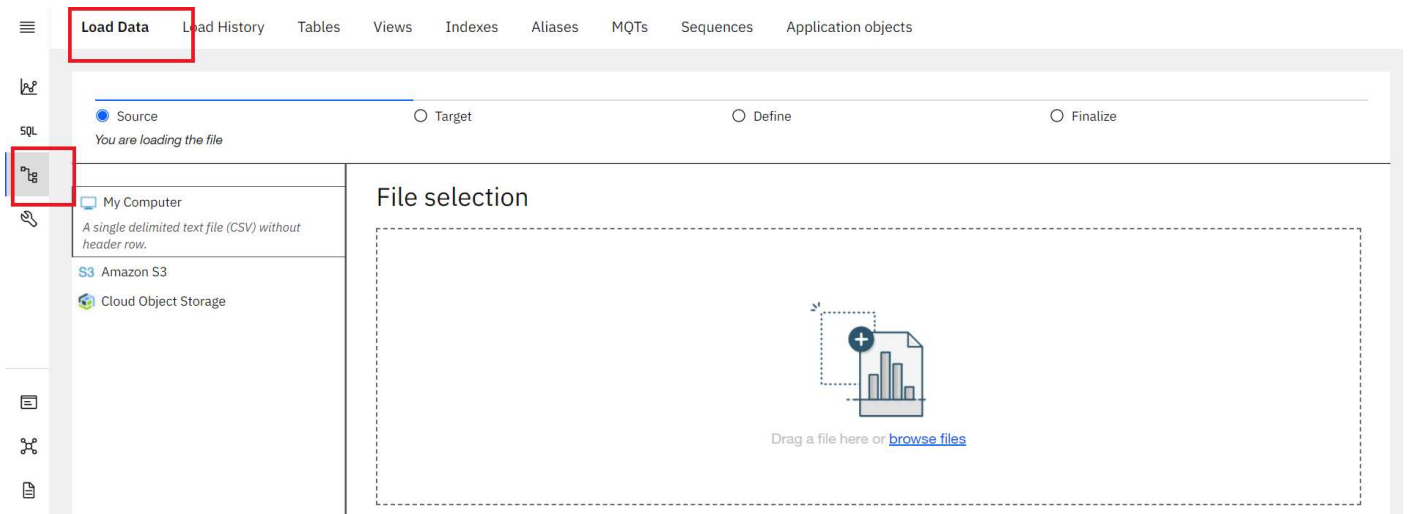 Load Data Load History Tables Views Indexes Aliases MQTs Sequences Application objects
SQL
Source Target Define Finalize
You are loading the file
My Computer
A single delimited text file (CSV) without
header row.
S3 Amazon S3
Cloud Object Storage
File selection
Drag a file here or browse files